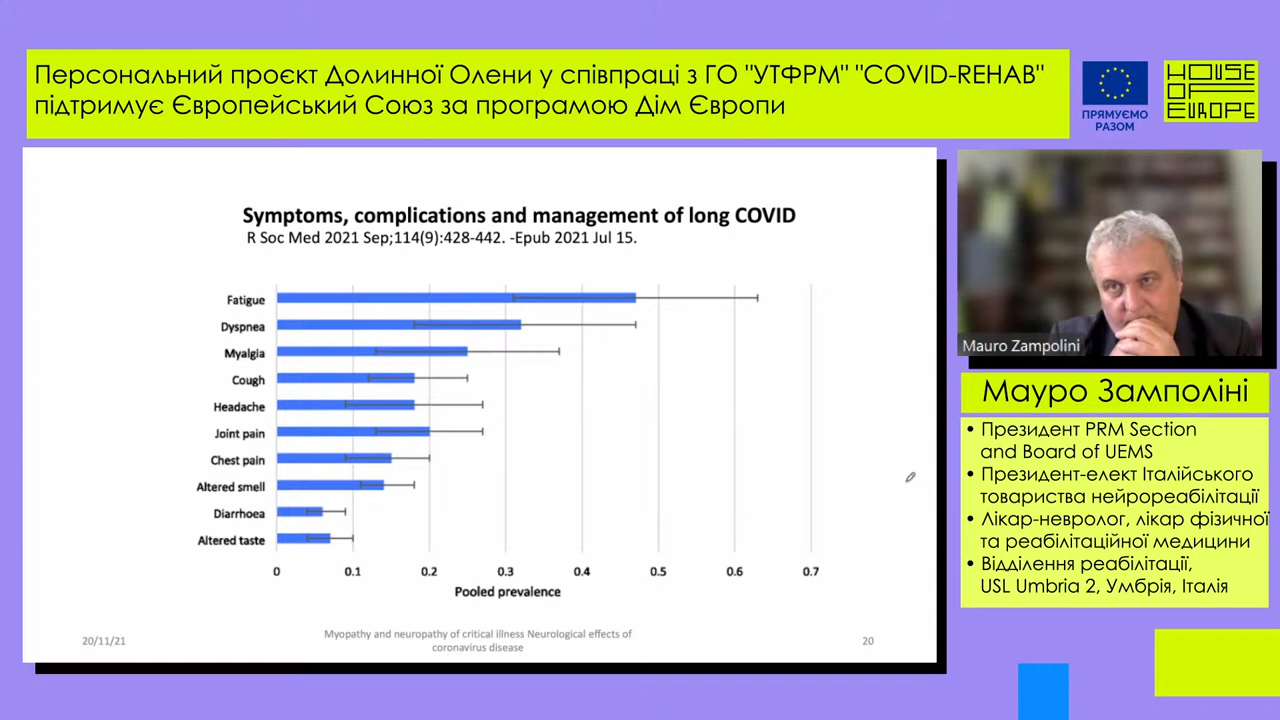 Персональний проєкт Долинної Олени у співпраці з ГО "УТФРМ" "COVID-REHAB"
підтримує Європейський Союз за програмою Дім Європи
ПРЯМУЄМО
РАЗОМ
HOUSE
OF
EUROPE
Symptoms, complications and management of long COVID
R Soc Med 2021 Sep;114(9):428-442. -Epub 2021 Jul 15.
Fatigue
Dyspnea
Myalgia
Cough
Headache
Joint pain
Chest pain
Altered smell
Diarrhoea
Altered taste
0 0.1 0.2 0.3 0.4 0.5 0.6 0.7
Pooled prevalence
20/11/21
Myopathy and neuropathy of critical illness Neurological effects of
coronavirus disease
20
Mauro Zampolini
Мауро Замполіні
• Президент PRM Section
and Board of UEMS
• Президент-елект Італійського
товариства нейрореабілітації
• Лікар-невролог, лікар фізичної
та реабілітаційної медицини
• Відділення реабілітації,
USL Umbria 2, Умбрія, Італія